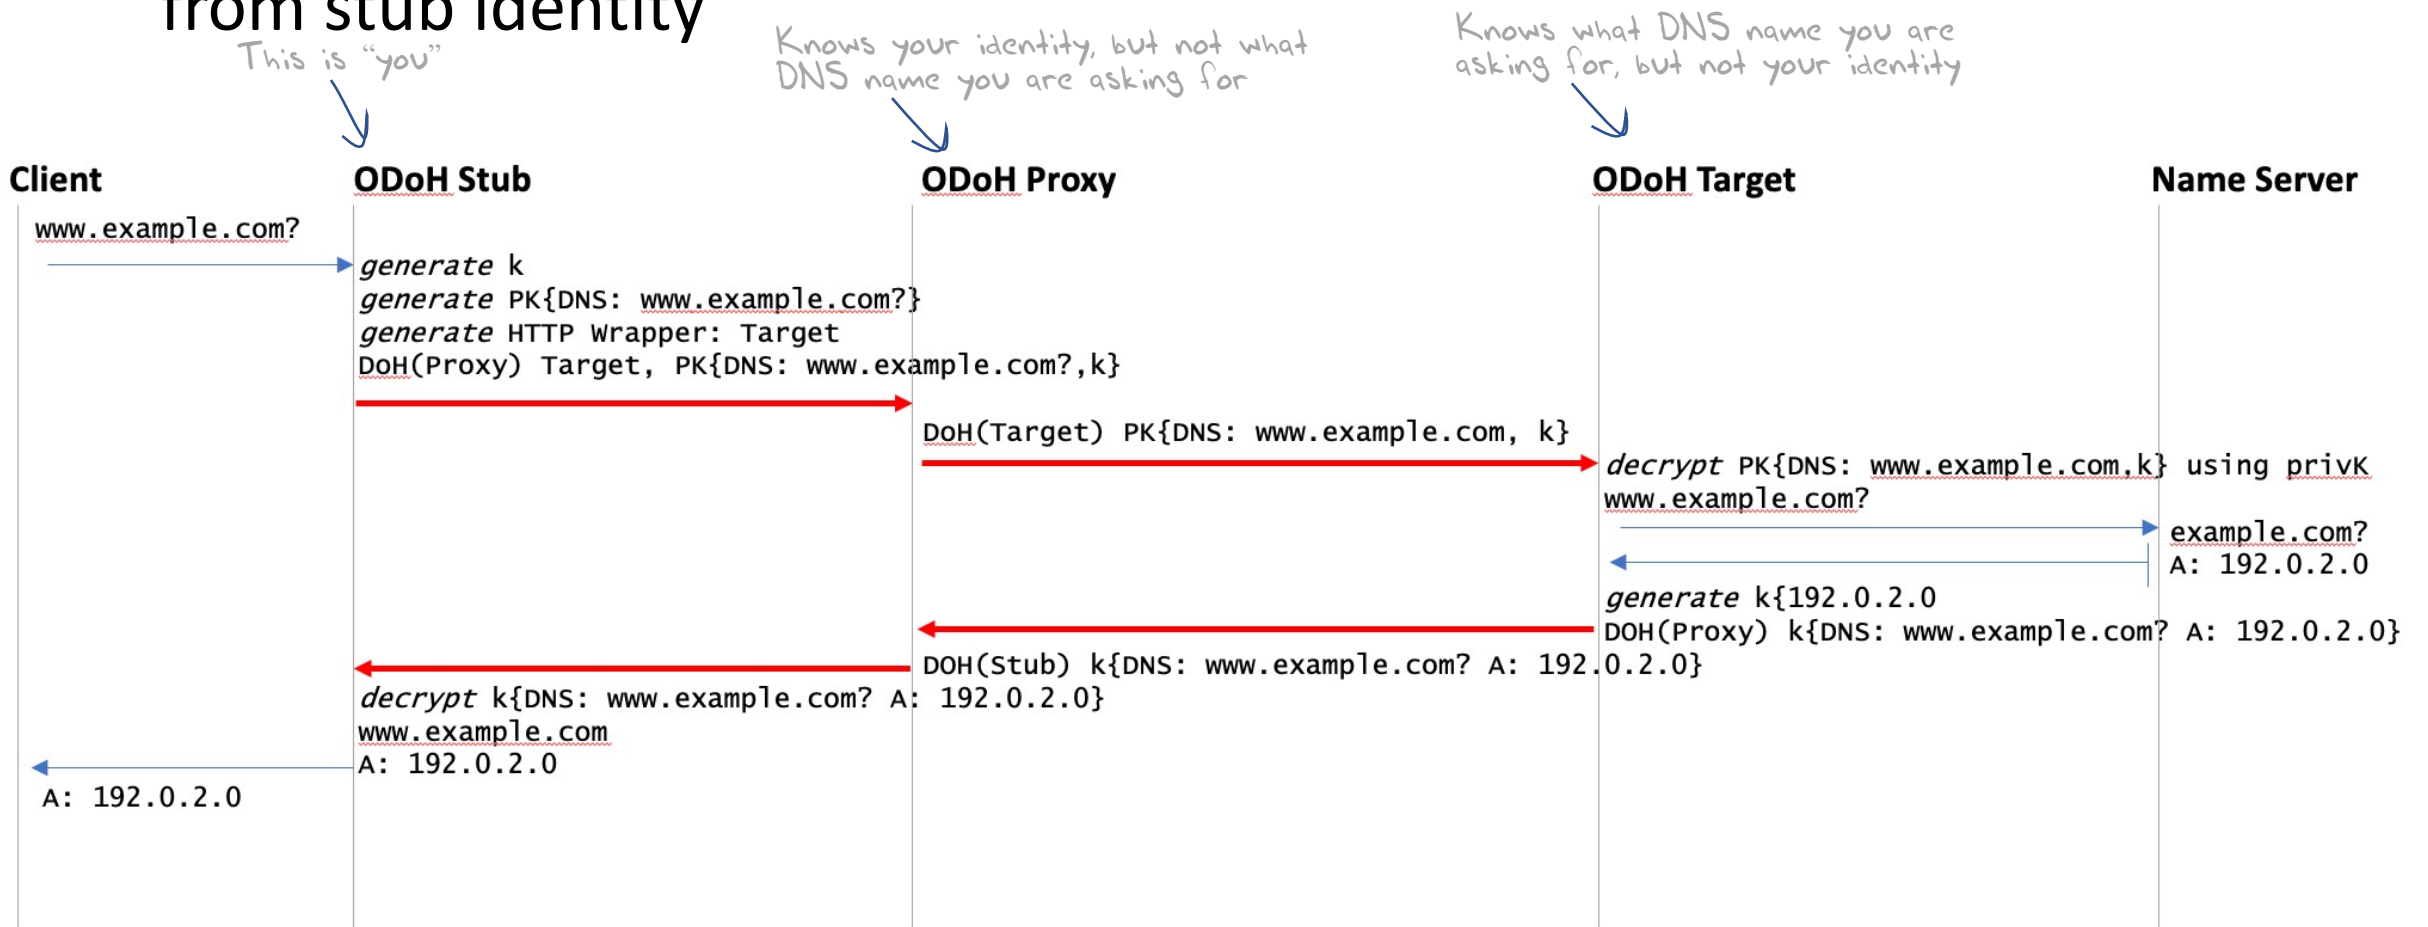 from stub identity
This is “you”
Knows your identity, but not what
DNS name you are asking for
Knows what DNS name you are
asking for, but not your identity
Client
ODoH Stub
ODoH Proxy
ODoH Target
Name Server
www.example.com?
generate k
generate PK{DNS: www.example.com?}
generate HTTP Wrapper: Target
DoH(Proxy) Target, PK{DNS: www.example.com?,k}
DoH(Target) PK{DNS: www.example.com, k}
decrypt PK{DNS: www.example.com,k} using privK
www.example.com?
example.com?
A: 192.0.2.0
generate k{192.0.2.0
DOH(Proxy) k{DNS: www.example.com? A: 192.0.2.0}
DOH(Stub) k{DNS: www.example.com? A: 192.0.2.0}
decrypt k{DNS: www.example.com? A: 192.0.2.0}
www.example.com
A: 192.0.2.0
A: 192.0.2.0